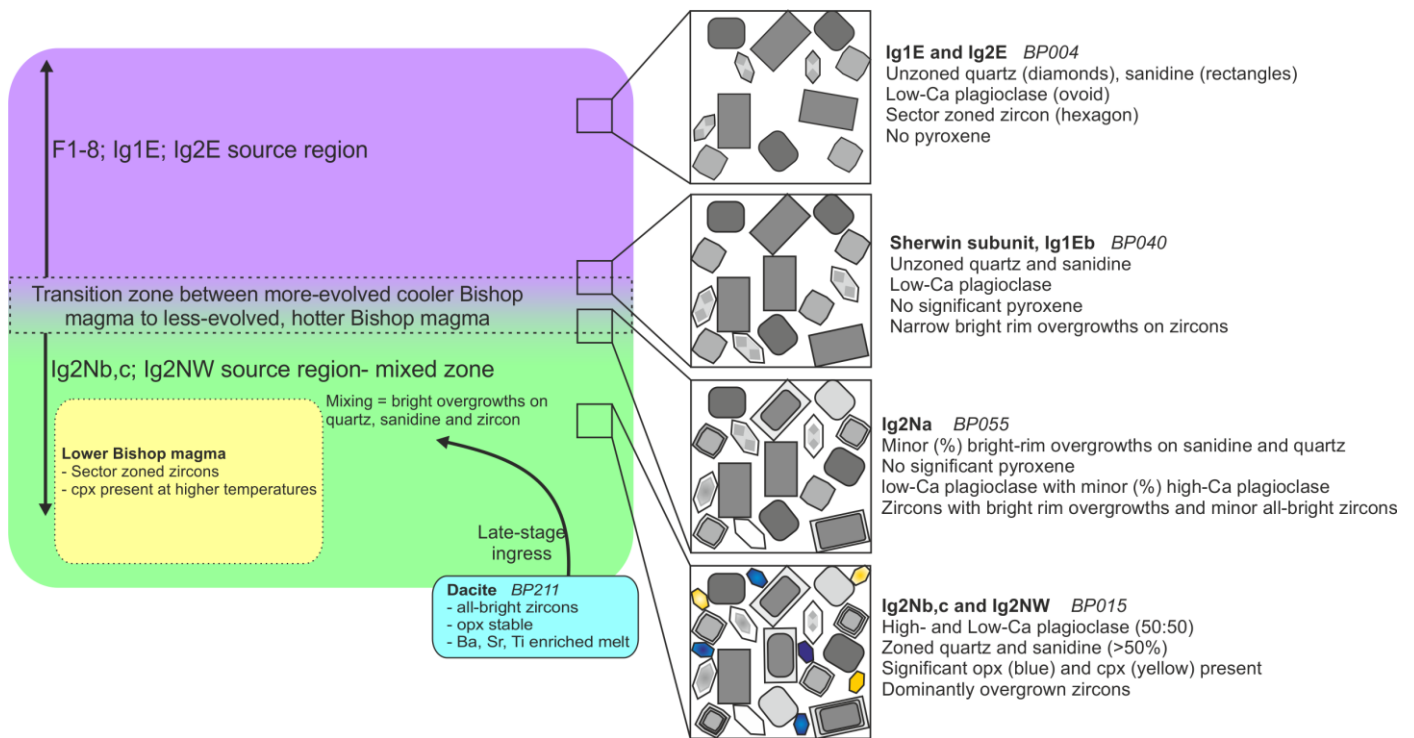 F1-8; Ig1E; Ig2E source region
Transition zone between more-evolved cooler Bishop
magma to less-evolved, hotter Bishop magma
Ig2Nb,c; Ig2NW source region- mixed zone
Mixing = bright overgrowths on
quartz, sanidine and zircon
Lower Bishop magma
- Sector zoned zircons
- cpx present at higher temperatures
Late-stage
ingress
Dacite BP211
- all-bright zircons
- opx stable
- Ba, Sr, Ti enriched melt
Ig1E and Ig2E BP004
Unzoned quartz (diamonds), sanidine (rectangles)
Low-Ca plagioclase (ovoid)
Sector zoned zircon (hexagon)
No pyroxene
Sherwin subunit, Ig1Eb BP040
Unzoned quartz and sanidine
Low-Ca plagioclase
No significant pyroxene
Narrow bright rim overgrowths on zircons
Ig2Na BP055
Minor (%) bright-rim overgrowths on sanidine and quartz
No significant pyroxene
low-Ca plagioclase with minor (%) high-Ca plagioclase
Zircons with bright rim overgrowths and minor all-bright zircons
Ig2Nb,c and Ig2NW BP015
High- and Low-Ca plagioclase (50:50)
Zoned quartz and sanidine (>50%)
Significant opx (blue) and cpx (yellow) present
Dominantly overgrown zircons